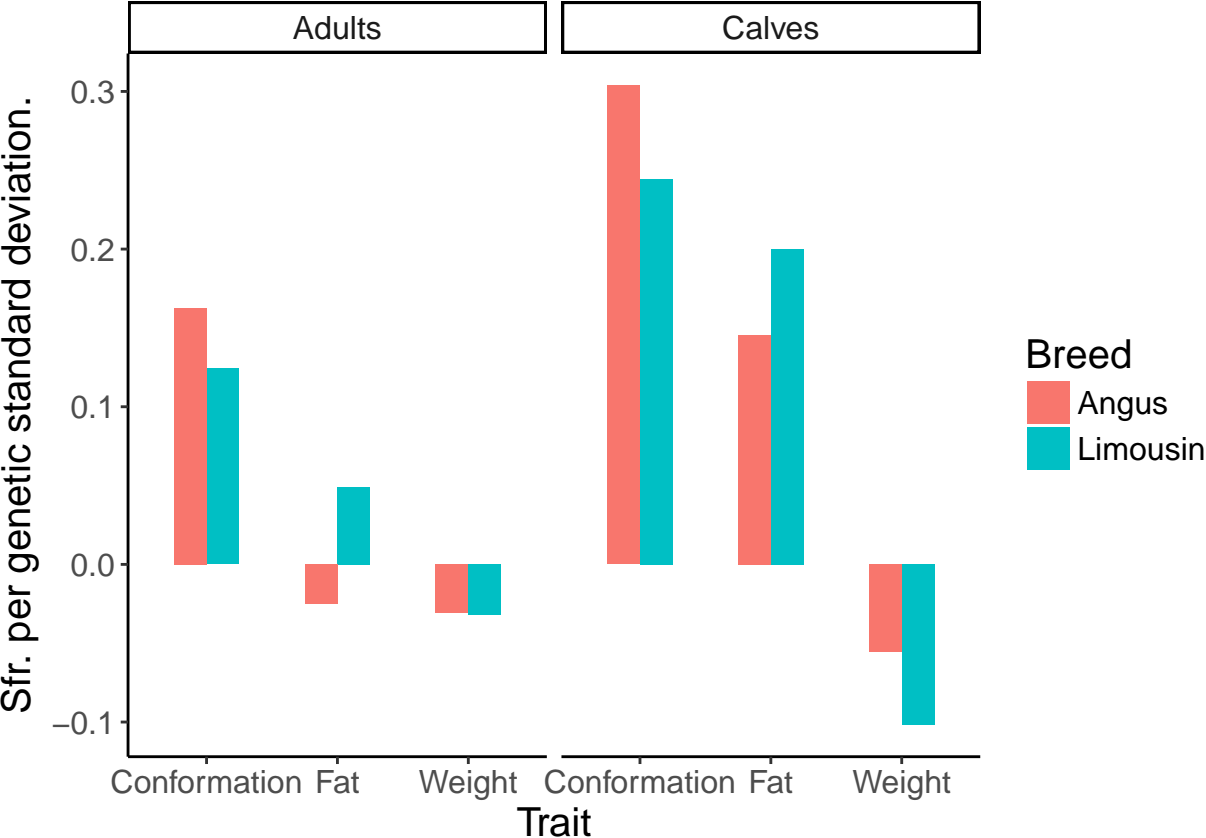 Adults
Calves
Sfr. per genetic standard deviation.
0.3
0.2
0.1
0.0
−0.1
Conformation Fat Weight Conformation Fat Weight
Trait
Breed
Angus
Limousin